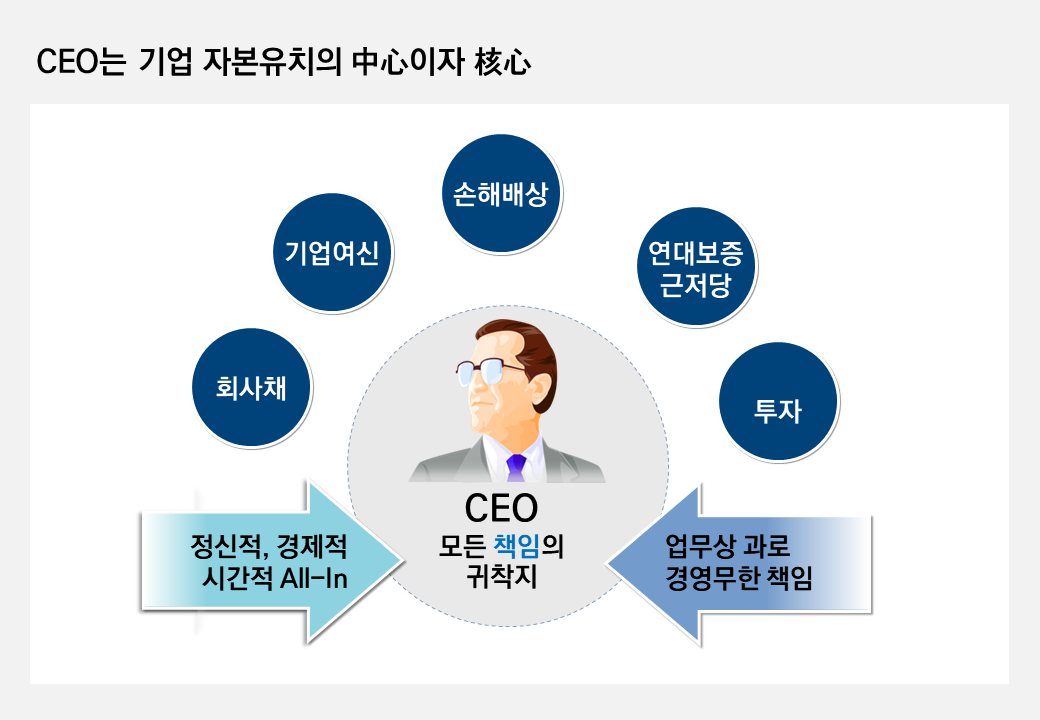 CEO는 기업 자본유치의 中心이자 核心
손해배상
기업여신
연대보증
근저당
회사채
투자
CEO
모든 책임의
귀착지
정신적, 경제적
시간적 All-In
업무상 과로
경영무한 책임